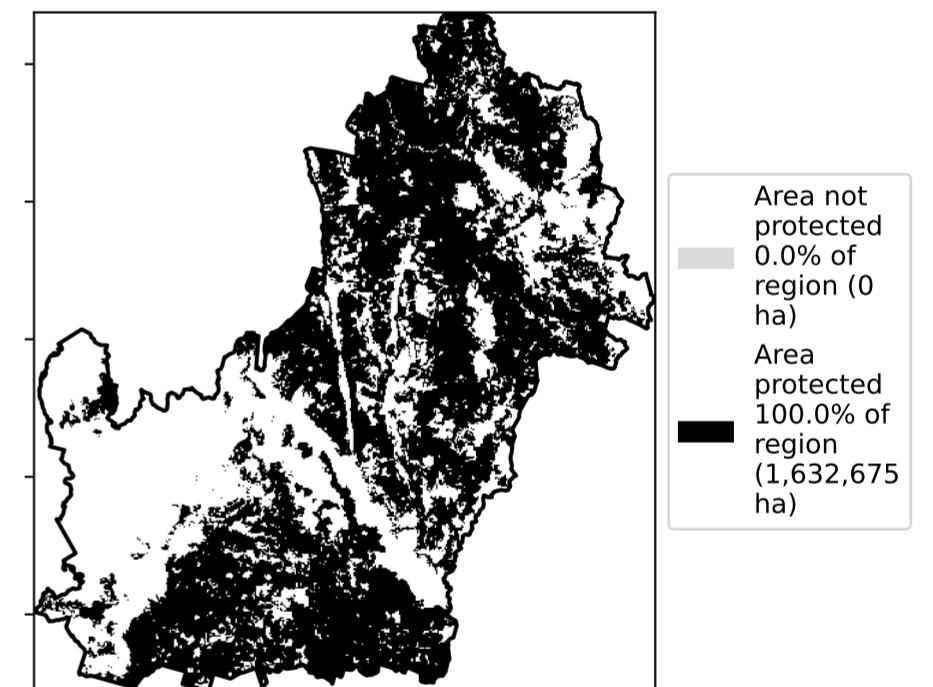 Area not
protected
0.0% of
region (0
ha)
Area
protected
100.0% of
region
(1,632,675
ha)